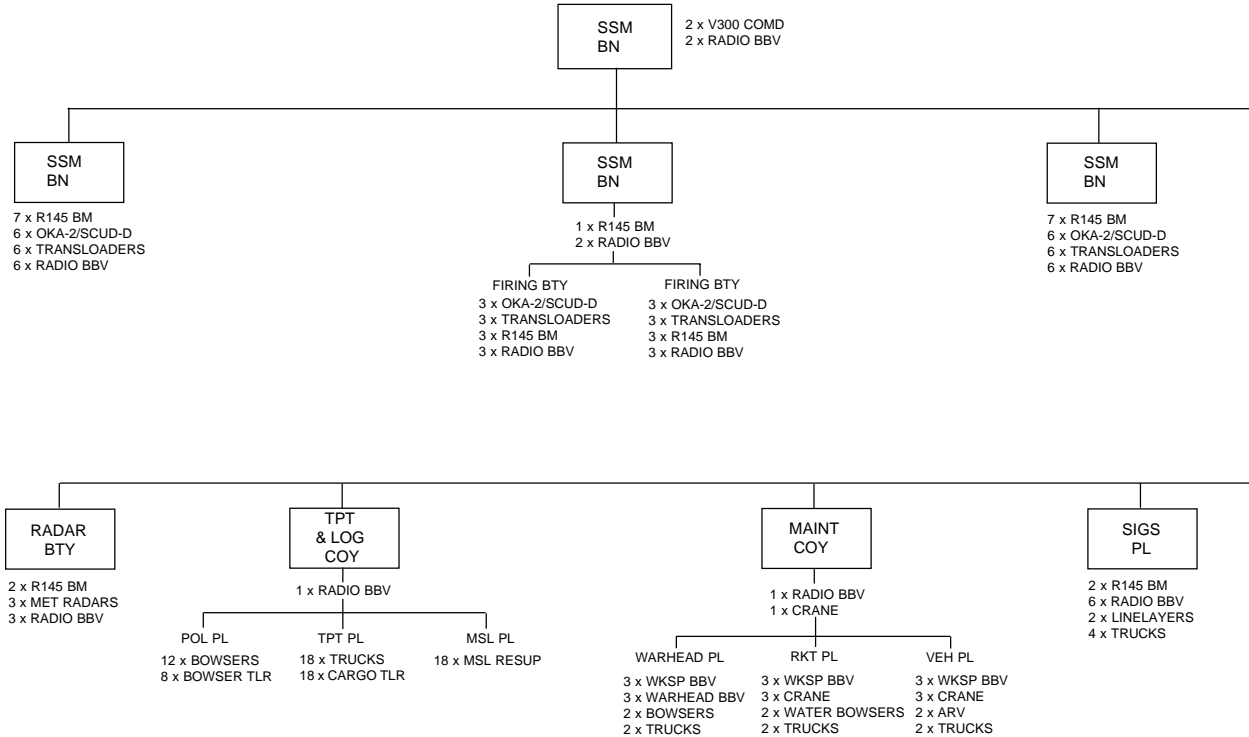 SSM
BN
2 x V300 COMD
2 x RADIO BBV
SSM
BN
7 x R145 BM
6 x OKA-2/SCUD-D
6 x TRANSLOADERS
6 x RADIO BBV
SSM
BN
1 x R145 BM
2 x RADIO BBV
FIRING BTY
3 x OKA-2/SCUD-D
3 x TRANSLOADERS
3 x R145 BM
3 x RADIO BBV
FIRING BTY
3 x OKA-2/SCUD-D
3 x TRANSLOADERS
3 x R145 BM
3 x RADIO BBV
SSM
BN
7 x R145 BM
6 x OKA-2/SCUD-D
6 x TRANSLOADERS
6 x RADIO BBV
RADAR
BTY
2 x R145 BM
3 x MET RADARS
3 x RADIO BBV
TPT
& LOG
COY
1 x RADIO BBV
POL PL
12 x BOWSERS
8 x BOWSER TLR
TPT PL
18 x TRUCKS
18 x CARGO TLR
MSL PL
18 x MSL RESUP
MAINT
COY
1 x RADIO BBV
1 x CRANE
WARHEAD PL
3 x WKSP BBV
3 x WARHEAD BBV
2 x BOWSERS
2 x TRUCKS
RKT PL
3 x WKSP BBV
3 x CRANE
2 x WATER BOWSERS
2 x TRUCKS
VEH PL
3 x WKSP BBV
3 x CRANE
2 x ARV
2 x TRUCKS
SIGS
PL
2 x R145 BM
6 x RADIO BBV
2 x LINELAYERS
4 x TRUCKS